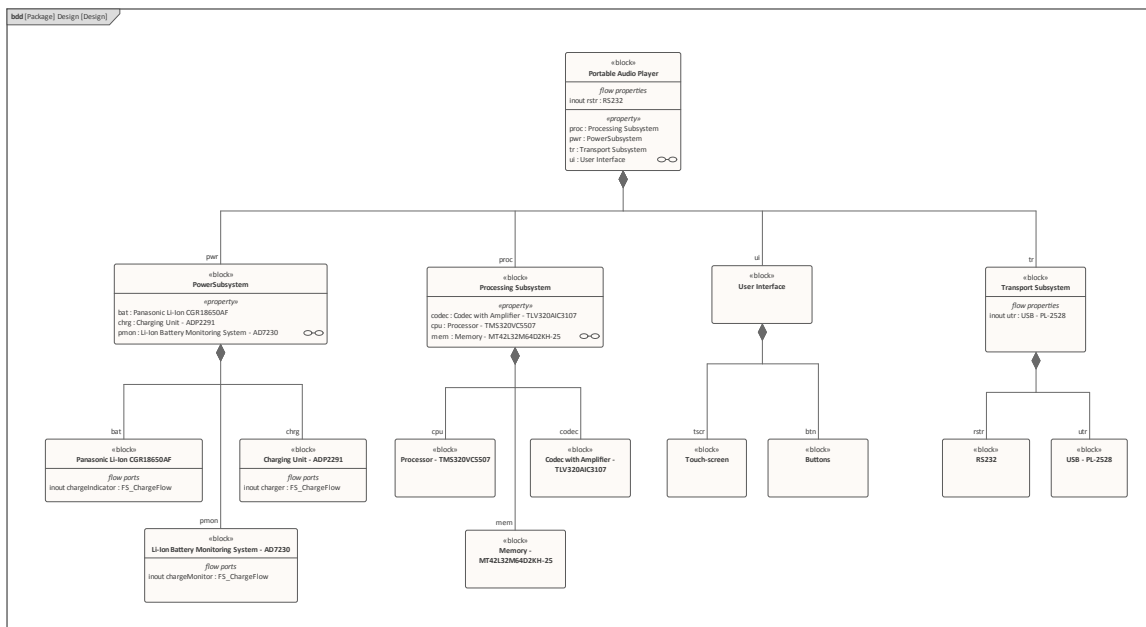 bdd [Package] Design [Design]
«block»
Portable Audio Player
flow properties
inout rstr : RS232
«property»
proc : Processing Subsystem
pwr : PowerSubsystem
tr : Transport Subsystem
ui : User Interface
pwr
proc
ui
tr
«block»
PowerSubsystem
«property»
bat : Panasonic Li-Ion CGR18650AF
chrg : Charging Unit - ADP2291
pmon : Li-Ion Battery Monitoring System - AD7230
«block»
Processing Subsystem
«property»
codec : Codec with Amplifier - TLV320AIC3107
cpu : Processor - TMS320VC5507
mem : Memory - MT42L32M64D2KH-25
«block»
User Interface
«block»
Transport Subsystem
flow properties
inout utr : USB - PL-2528
bat
chrg
cpu
codec
tscr
btn
rstr
utr
«block»
Panasonic Li-Ion CGR18650AF
flow ports
inout chargeIndicator : FS_ChargeFlow
«block»
Charging Unit - ADP2291
flow ports
inout charger : FS_ChargeFlow
«block»
Processor - TMS320VC5507
«block»
Codec with Amplifier -
TLV320AIC3107
«block»
Touch-screen
«block»
Buttons
«block»
RS232
«block»
USB - PL-2528
pmon
mem
«block»
Li-Ion Battery Monitoring System - AD7230
flow ports
inout chargeMonitor : FS_ChargeFlow
«block»
Memory -
MT42L32M64D2KH-25